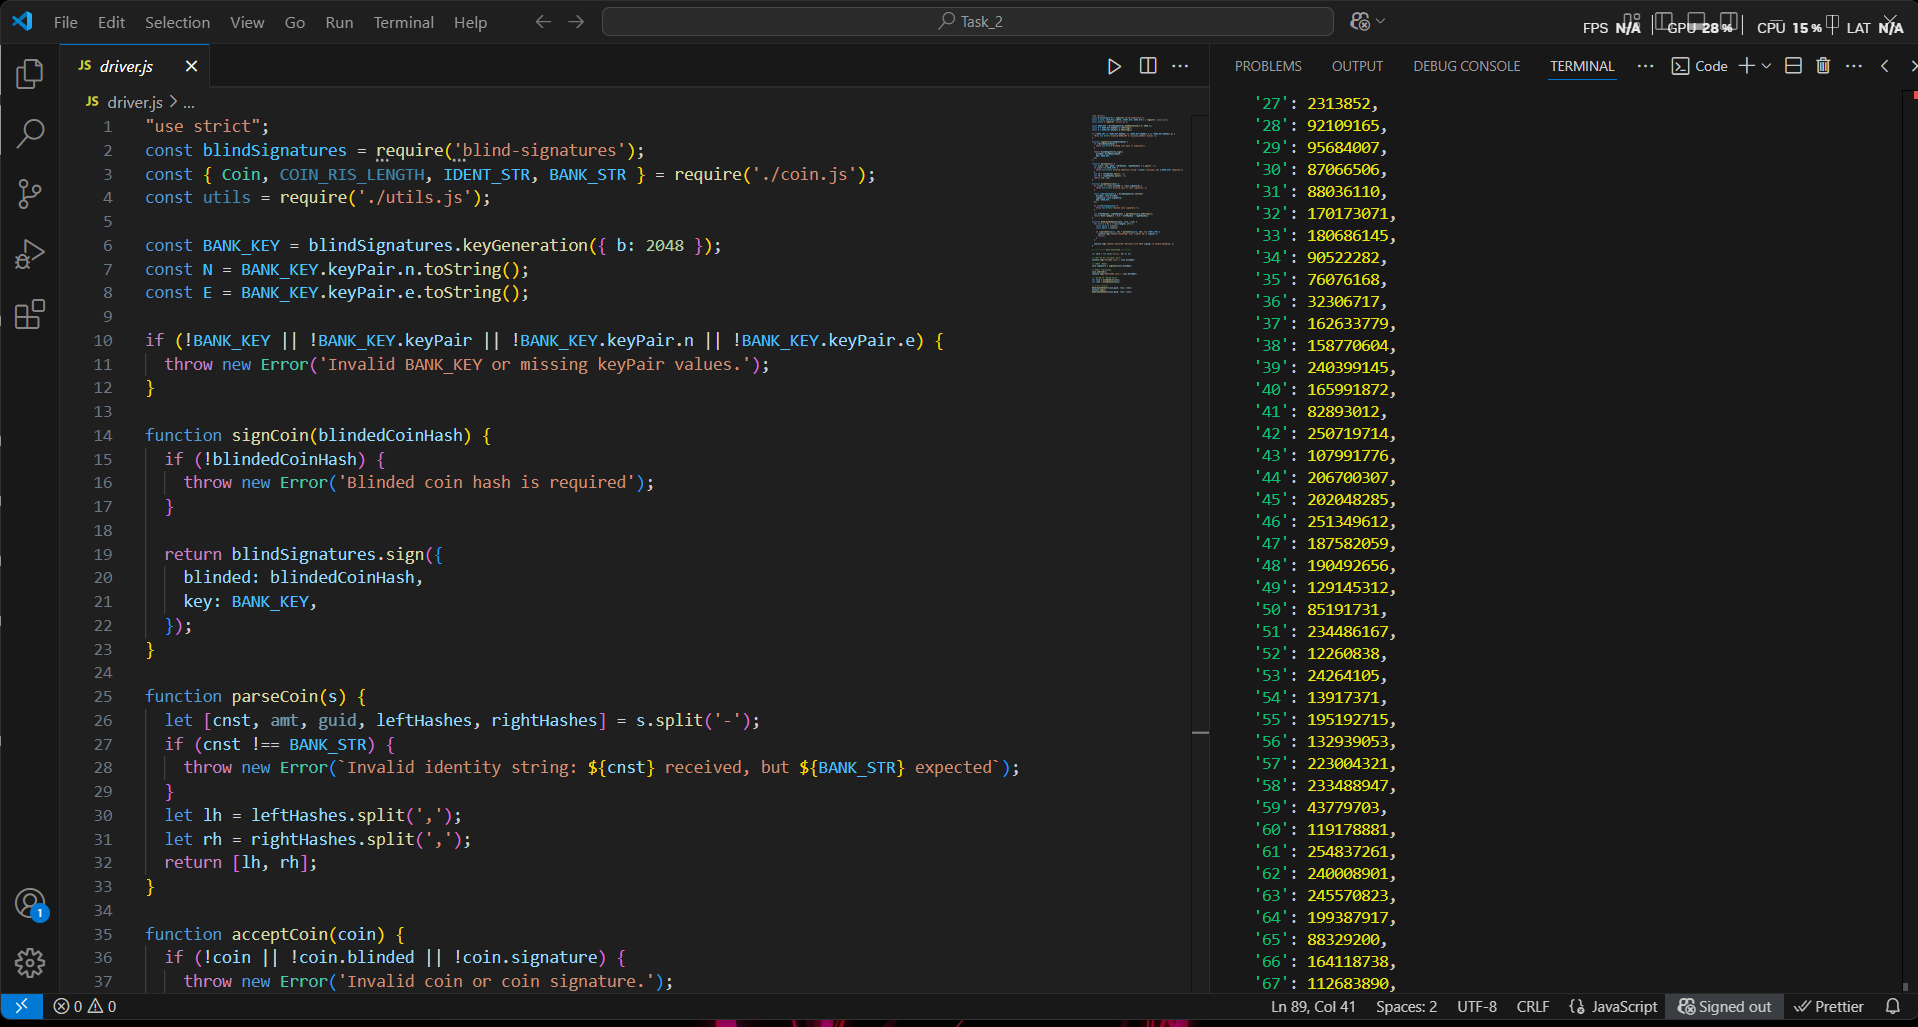 File Edit Selection View Go Run Terminal Help
Task_2
FPS N/A GPU 28% CPU 15% LAT N/A
JS driver.js
JS driver.js > ...
1 "use strict";
2 const blindSignatures = require('blind-signatures');
3 const { Coin, COIN_RIS_LENGTH, IDENT_STR, BANK_STR } = require('./coin.js');
4 const utils = require('./utils.js');
5
6 const BANK_KEY = blindSignatures.keyGeneration({ b: 2048 });
7 const N = BANK_KEY.keyPair.n.toString();
8 const E = BANK_KEY.keyPair.e.toString();
9
10 if (!BANK_KEY || !BANK_KEY.keyPair || !BANK_KEY.keyPair.n || !BANK_KEY.keyPair.e) {
11 throw new Error('Invalid BANK_KEY or missing keyPair values.');
12 }
13
14 function signCoin(blindedCoinHash) {
15 if (!blindedCoinHash) {
16 throw new Error('Blinded coin hash is required');
17 }
18
19 return blindSignatures.sign({
20 blinded: blindedCoinHash,
21 key: BANK_KEY,
22 });
23 }
24
25 function parseCoin(s) {
26 let [cnst, amt, guid, leftHashes, rightHashes] = s.split('-');
27 if (cnst !== BANK_STR) {
28 throw new Error(`Invalid identity string: ${cnst} received, but ${BANK_STR} expected`);
29 }
30 let lh = leftHashes.split(',');
31 let rh = rightHashes.split(',');
32 return [lh, rh];
33 }
34
35 function acceptCoin(coin) {
36 if (!coin || !coin.blinded || !coin.signature) {
37 throw new Error('Invalid coin or coin signature.');
PROBLEMS OUTPUT DEBUG CONSOLE TERMINAL ... Code
'27': 2313852,
'28': 92109165,
'29': 95684007,
'30': 87066506,
'31': 88036110,
'32': 170173071,
'33': 180686145,
'34': 90522282,
'35': 76076168,
'36': 32306717,
'37': 162633779,
'38': 158770604,
'39': 240399145,
'40': 165991872,
'41': 82893012,
'42': 250719714,
'43': 107991776,
'44': 206700307,
'45': 202048285,
'46': 251349612,
'47': 187582059,
'48': 190492656,
'49': 129145312,
'50': 85191731,
'51': 234486167,
'52': 12260838,
'53': 24264105,
'54': 13917371,
'55': 195192715,
'56': 132939053,
'57': 223004321,
'58': 233488947,
'59': 43779703,
'60': 119178881,
'61': 254837261,
'62': 240008901,
'63': 245570823,
'64': 199387917,
'65': 88329200,
'66': 164118738,
'67': 112683890,
1
0 0 Ln 89, Col 41 Spaces: 2 UTF-8 CRLF {} JavaScript Signed out Prettier